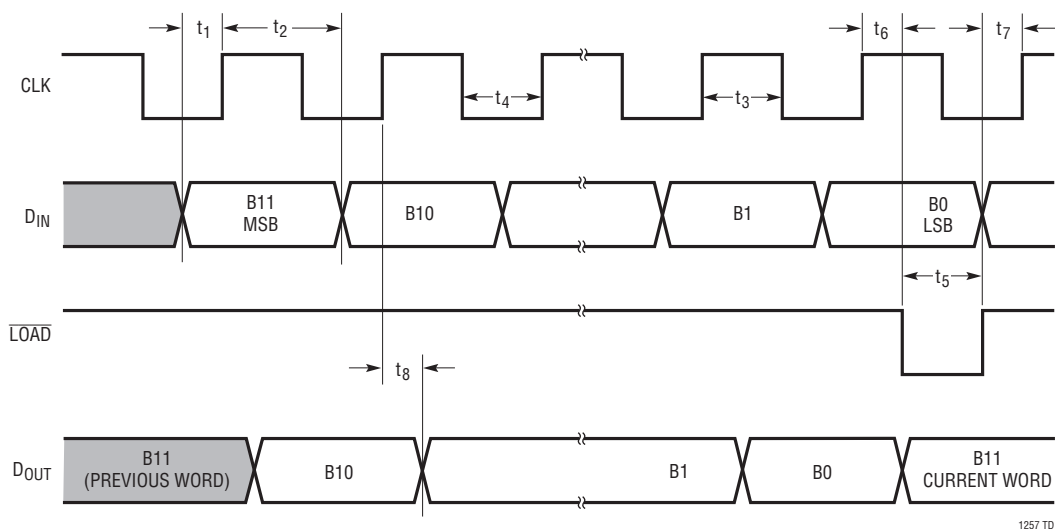 t1
t2
t6
t7
CLK
t4
t3
DIN
B11
MSB
B10
B1
B0
LSB
t5
LOAD
t8
DOUT
B11
(PREVIOUS WORD)
B10
B1
B0
B11
CURRENT WORD
1257 TD